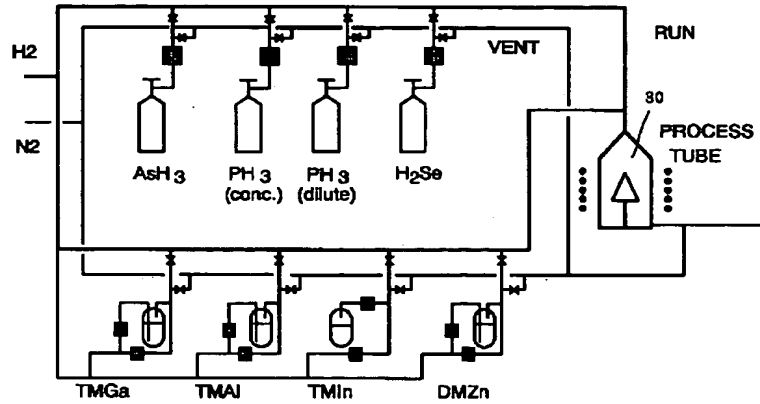 H2
VENT
RUN
N2
30
PROCESS
TUBE
AsH3
PH3
(conc.)
PH3
(dilute)
H2Se
TMGa
TMAl
TMIn
DMZn